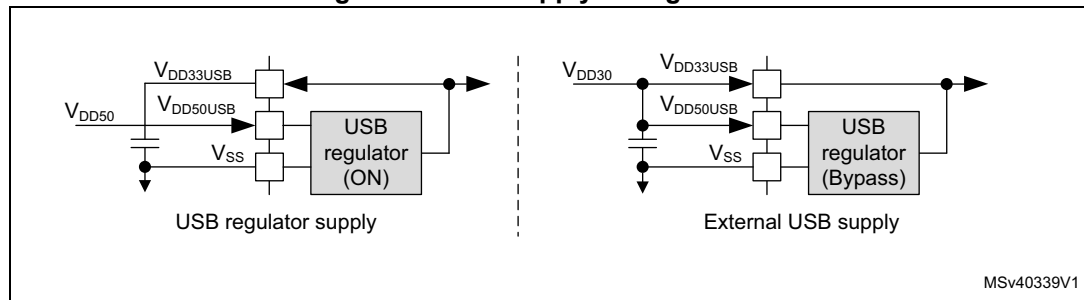 VDD33USB
VDD50
VDD50USB
VSS
USB
regulator
(ON)
USB regulator supply
VDD30
VDD33USB
VDD50USB
VSS
USB
regulator
(Bypass)
External USB supply
MSv40339V1